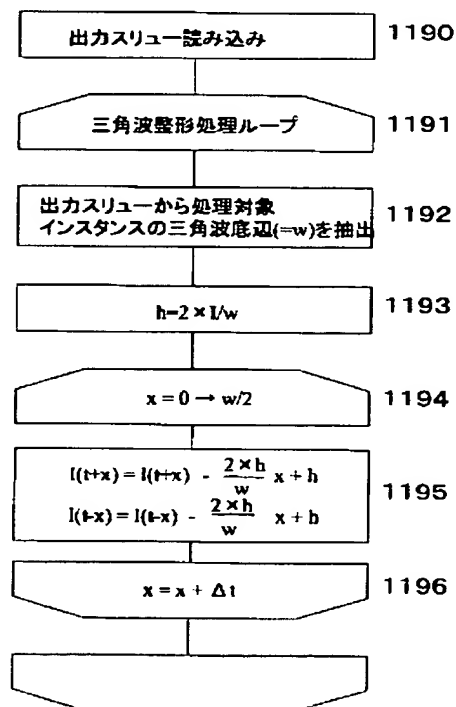 出力スリュー読み込み 1190
三角波整形処理ループ 1191
出力スリューから処理対象
インスタンスの三角波底辺(=w)を抽出 1192
h=2×I/w 1193
x = 0 → w/2 1194
I(t+x) = I(t+x) - 2×h/w x + h
I(t-x) = I(t-x) - 2×h/w x + h 1195
x = x + Δt 1196